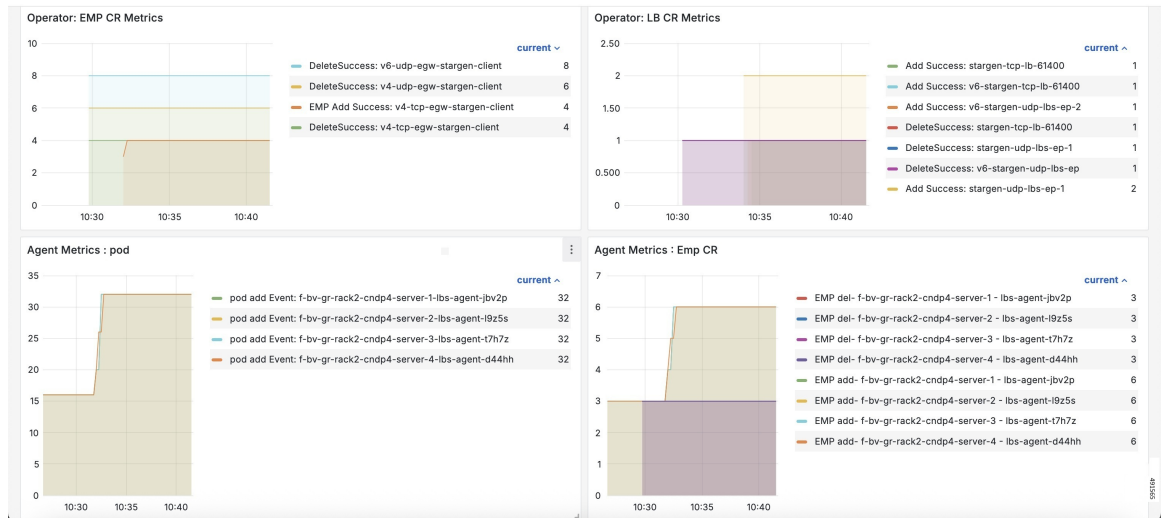 Operator: EMP CR Metrics
10
8
6
4
2
0
10:30 10:35 10:40
current
DeleteSuccess: v6-udp-egw-stargen-client 8
DeleteSuccess: v4-udp-egw-stargen-client 6
EMP Add Success: v4-tcp-egw-stargen-client 4
DeleteSuccess: v4-tcp-egw-stargen-client 4
Operator: LB CR Metrics
2.50
2
1.50
1
0.500
0
10:30 10:35 10:40
current
Add Success: stargen-tcp-lb-61400 1
Add Success: v6-stargen-tcp-lb-61400 1
Add Success: v6-stargen-udp-lbs-ep-2 1
DeleteSuccess: stargen-tcp-lb-61400 1
DeleteSuccess: stargen-udp-lbs-ep-1 1
DeleteSuccess: v6-stargen-udp-lbs-ep 1
Add Success: stargen-udp-lbs-ep-1 2
Agent Metrics : pod
35
30
25
20
15
10
5
0
10:30 10:35 10:40
current
pod add Event: f-bv-gr-rack2-cndp4-server-1-lbs-agent-jbv2p 32
pod add Event: f-bv-gr-rack2-cndp4-server-2-lbs-agent-l9z5s 32
pod add Event: f-bv-gr-rack2-cndp4-server-3-lbs-agent-t7h7z 32
pod add Event: f-bv-gr-rack2-cndp4-server-4-lbs-agent-d44hh 32
Agent Metrics : Emp CR
7
6
5
4
3
2
1
0
10:30 10:35 10:40
current
EMP del- f-bv-gr-rack2-cndp4-server-1 - lbs-agent-jbv2p 3
EMP del- f-bv-gr-rack2-cndp4-server-2 - lbs-agent-l9z5s 3
EMP del- f-bv-gr-rack2-cndp4-server-3 - lbs-agent-t7h7z 3
EMP del- f-bv-gr-rack2-cndp4-server-4 - lbs-agent-d44hh 3
EMP add- f-bv-gr-rack2-cndp4-server-1 - lbs-agent-jbv2p 6
EMP add- f-bv-gr-rack2-cndp4-server-2 - lbs-agent-l9z5s 6
EMP add- f-bv-gr-rack2-cndp4-server-3 - lbs-agent-t7h7z 6
EMP add- f-bv-gr-rack2-cndp4-server-4 - lbs-agent-d44hh 6
491565